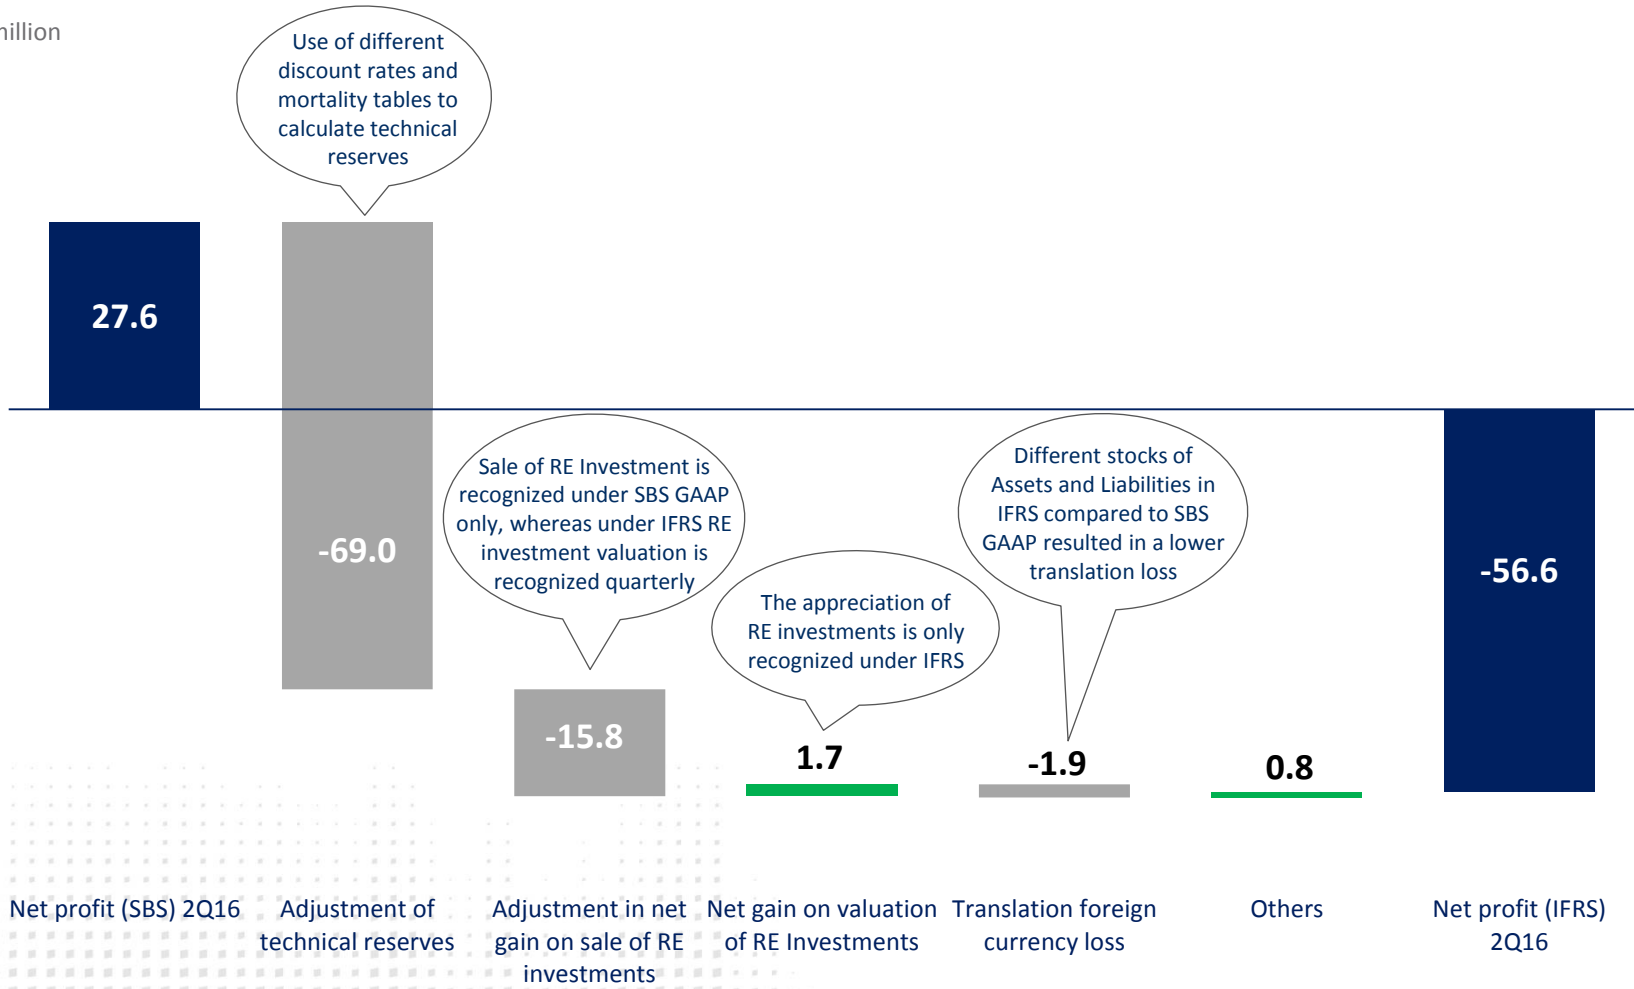 Use of different
discount rates and
mortality tables to
calculate technical
reserves
27.6
-69.0
Sale of RE Investment is
recognized under SBS GAAP
only, whereas under IFRS RE
investment valuation is
recognized quarterly
-15.8
The appreciation of
RE investments is only
recognized under IFRS
1.7
Different stocks of
Assets and Liabilities in
IFRS compared to SBS
GAAP resulted in a lower
translation loss
-1.9
0.8
-56.6
Net profit (SBS) 2Q16
Adjustment of
technical reserves
Adjustment in net
gain on sale of RE
investments
Net gain on valuation
of RE Investments
Translation foreign
currency loss
Others
Net profit (IFRS)
2Q16